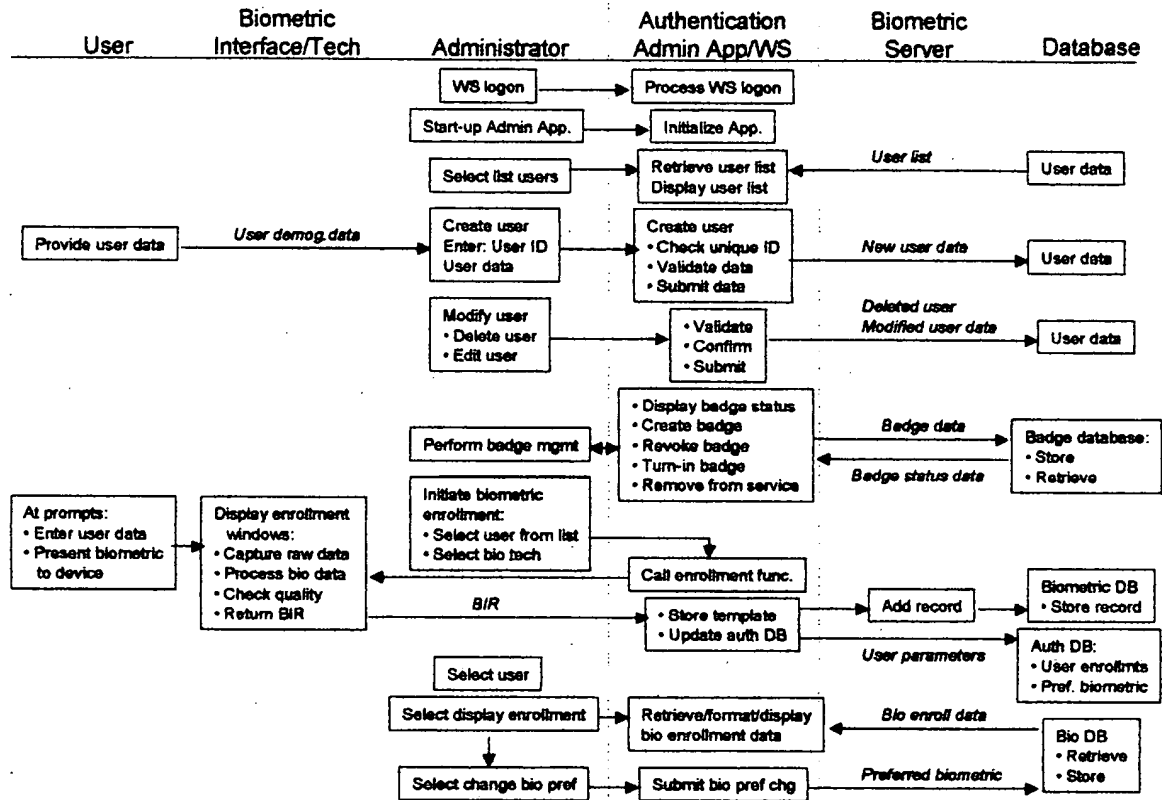 User
Biometric
Interface/Tech
Administrator
Authentication
Admin App/WS
Biometric
Server
Database
WS logon
Process WS logon
Start-up Admin App.
Initialize App.
Select list users
Retrieve user list
Display user list
User list
User data
Provide user data
User demog.data
Create user
Enter: User ID
User data
Create user
• Check unique ID
• Validate data
• Submit data
New user data
User data
Modify user
• Delete user
• Edit user
• Validate
• Confirm
• Submit
Deleted user
Modified user data
User data
Perform badge mgmt
• Display badge status
• Create badge
• Revoke badge
• Turn-in badge
• Remove from service
Badge data
Badge status data
Badge database:
• Store
• Retrieve
At prompts:
• Enter user data
• Present biometric
to device
Display enrollment
windows:
• Capture raw data
• Process bio data
• Check quality
• Return BIR
Initiate biometric
enrollment:
• Select user from list
• Select bio tech
Call enrollment func.
BIR
• Store template
• Update auth DB
Add record
Biometric DB
• Store record
User parameters
Auth DB:
• User enrollmts
• Pref. biometric
Select user
Select display enrollment
Retrieve/format/display
bio enrollment data
Bio enroll data
Bio DB
• Retrieve
• Store
Select change bio pref
Submit bio pref chg
Preferred biometric